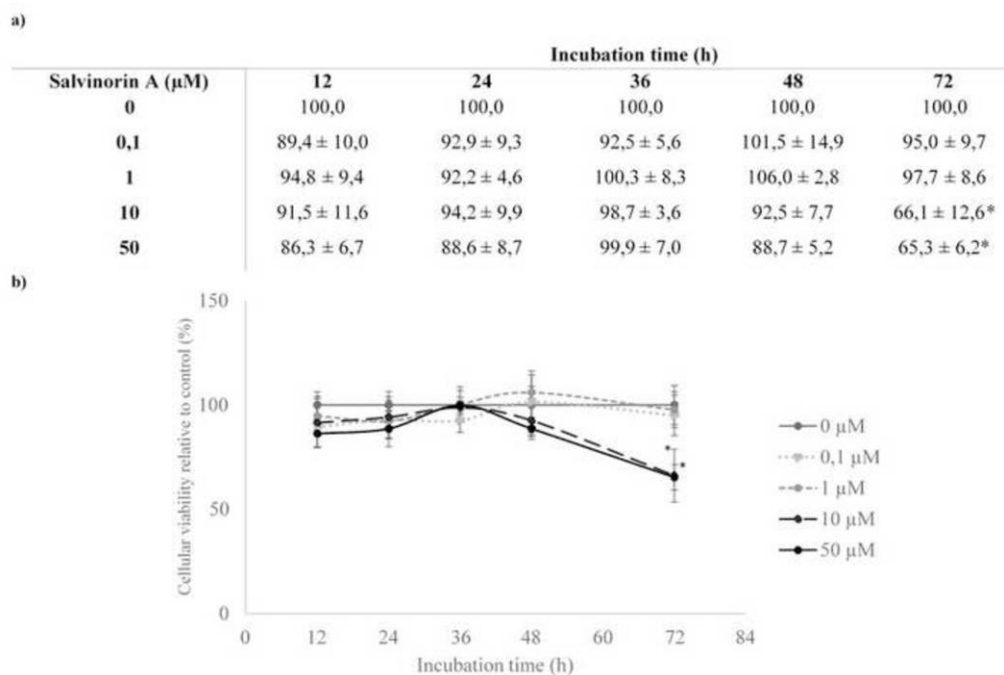 a)
Incubation time (h)
Salvinorin A (µM) 12 24 36 48 72
0 100,0 100,0 100,0 100,0 100,0
0,1 89,4 ± 10,0 92,9 ± 9,3 92,5 ± 5,6 101,5 ± 14,9 95,0 ± 9,7
1 94,8 ± 9,4 92,2 ± 4,6 100,3 ± 8,3 106,0 ± 2,8 97,7 ± 8,6
10 91,5 ± 11,6 94,2 ± 9,9 98,7 ± 3,6 92,5 ± 7,7 66,1 ± 12,6*
50 86,3 ± 6,7 88,6 ± 8,7 99,9 ± 7,0 88,7 ± 5,2 65,3 ± 6,2*
b)
Cellular viability relative to control (%)
150
100
50
0
* *
0 12 24 36 48 60 72 84
Incubation time (h)
0 µM
0,1 µM
1 µM
10 µM
50 µM